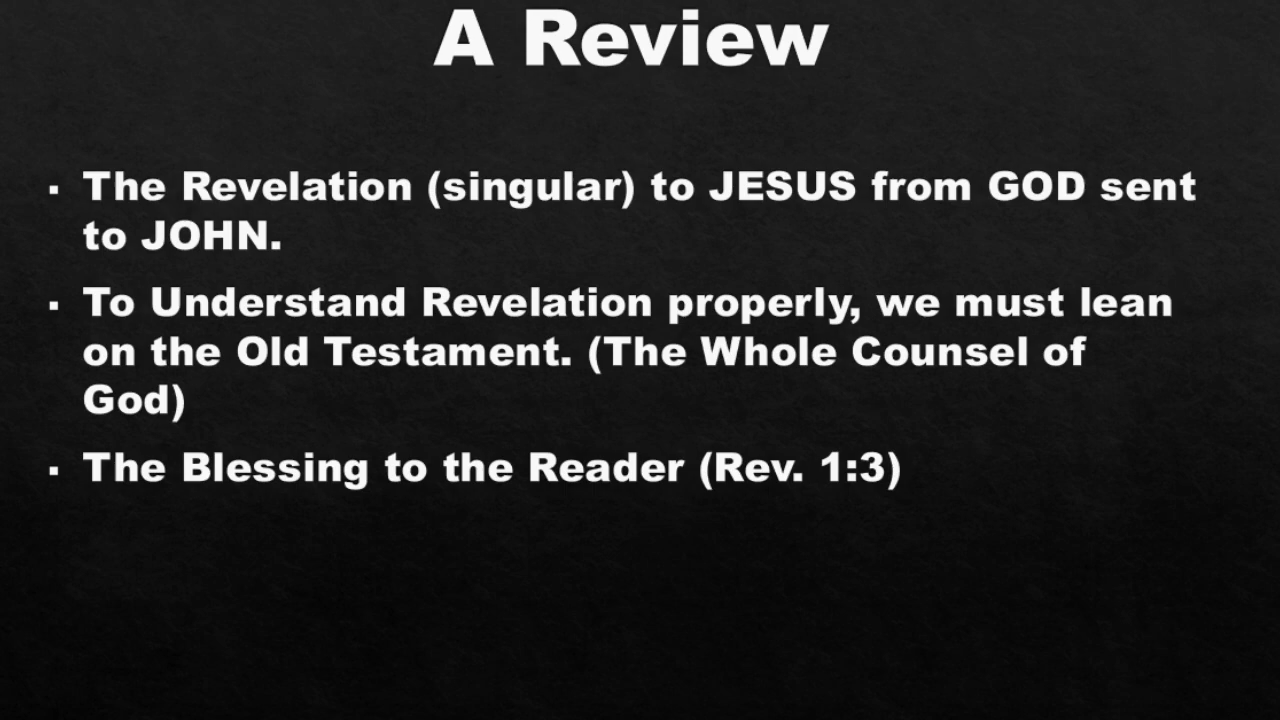 A Review
▪ The Revelation (singular) to JESUS from GOD sent
to JOHN.
▪ To Understand Revelation properly, we must lean
on the Old Testament. (The Whole Counsel of
God)
▪ The Blessing to the Reader (Rev. 1:3)